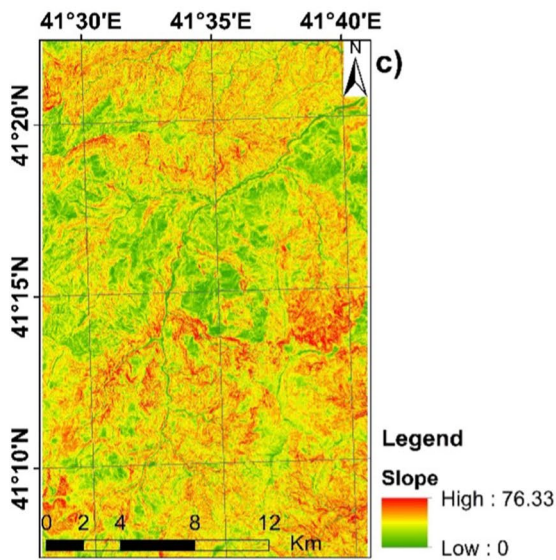 41°30'E 41°35'E 41°40'E
N
c)
41°20'N
41°15'N
41°10'N
Legend
Slope
High : 76.33
Low : 0
0 2 4 8 12
Km